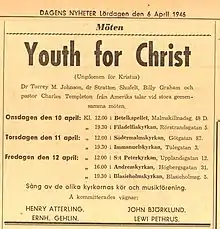 DAGENS NYHETER Lördagen den 6 April 1946
Möten
Youth for Christ
(Ungdomen för Kristus)
Dr Torrey M. Johnson, dr Stratton Shufelt, Billy Graham och
pastor Charles Templeton från Amerika talar vid stora gemen-
samma möten.
Onsdagen den 10 april: Kl. 12.00 i Betelkapellet, Malmskillnadsg. 48 D.
" 19.30 i Filadelfiakyrkan, Rörstrandsgatan 5
Torsdagen den 11 april: " 12.00 i Södermalmskyrkan, Götgatan 37.
" 19.30 i Immanuelskyrkan, Tulegatan 3.
Fredagen den 12 april: " 12.00 i S:t Peterskyrkan, Upplandsgatan 12.
" 16.00 i Andreaskyrkan, Högbergsgatan 31.
" 19.30 i Blasieholmskyrkan, Blasieholmsg. 3.
Sång av de olika kyrkornas kör och musikförening.
A kommitterades vägnar:
HENRY ATTERLING. JOHN BJÖRKLUND.
ERNH. GEHLIN. LEWI PETHRUS.